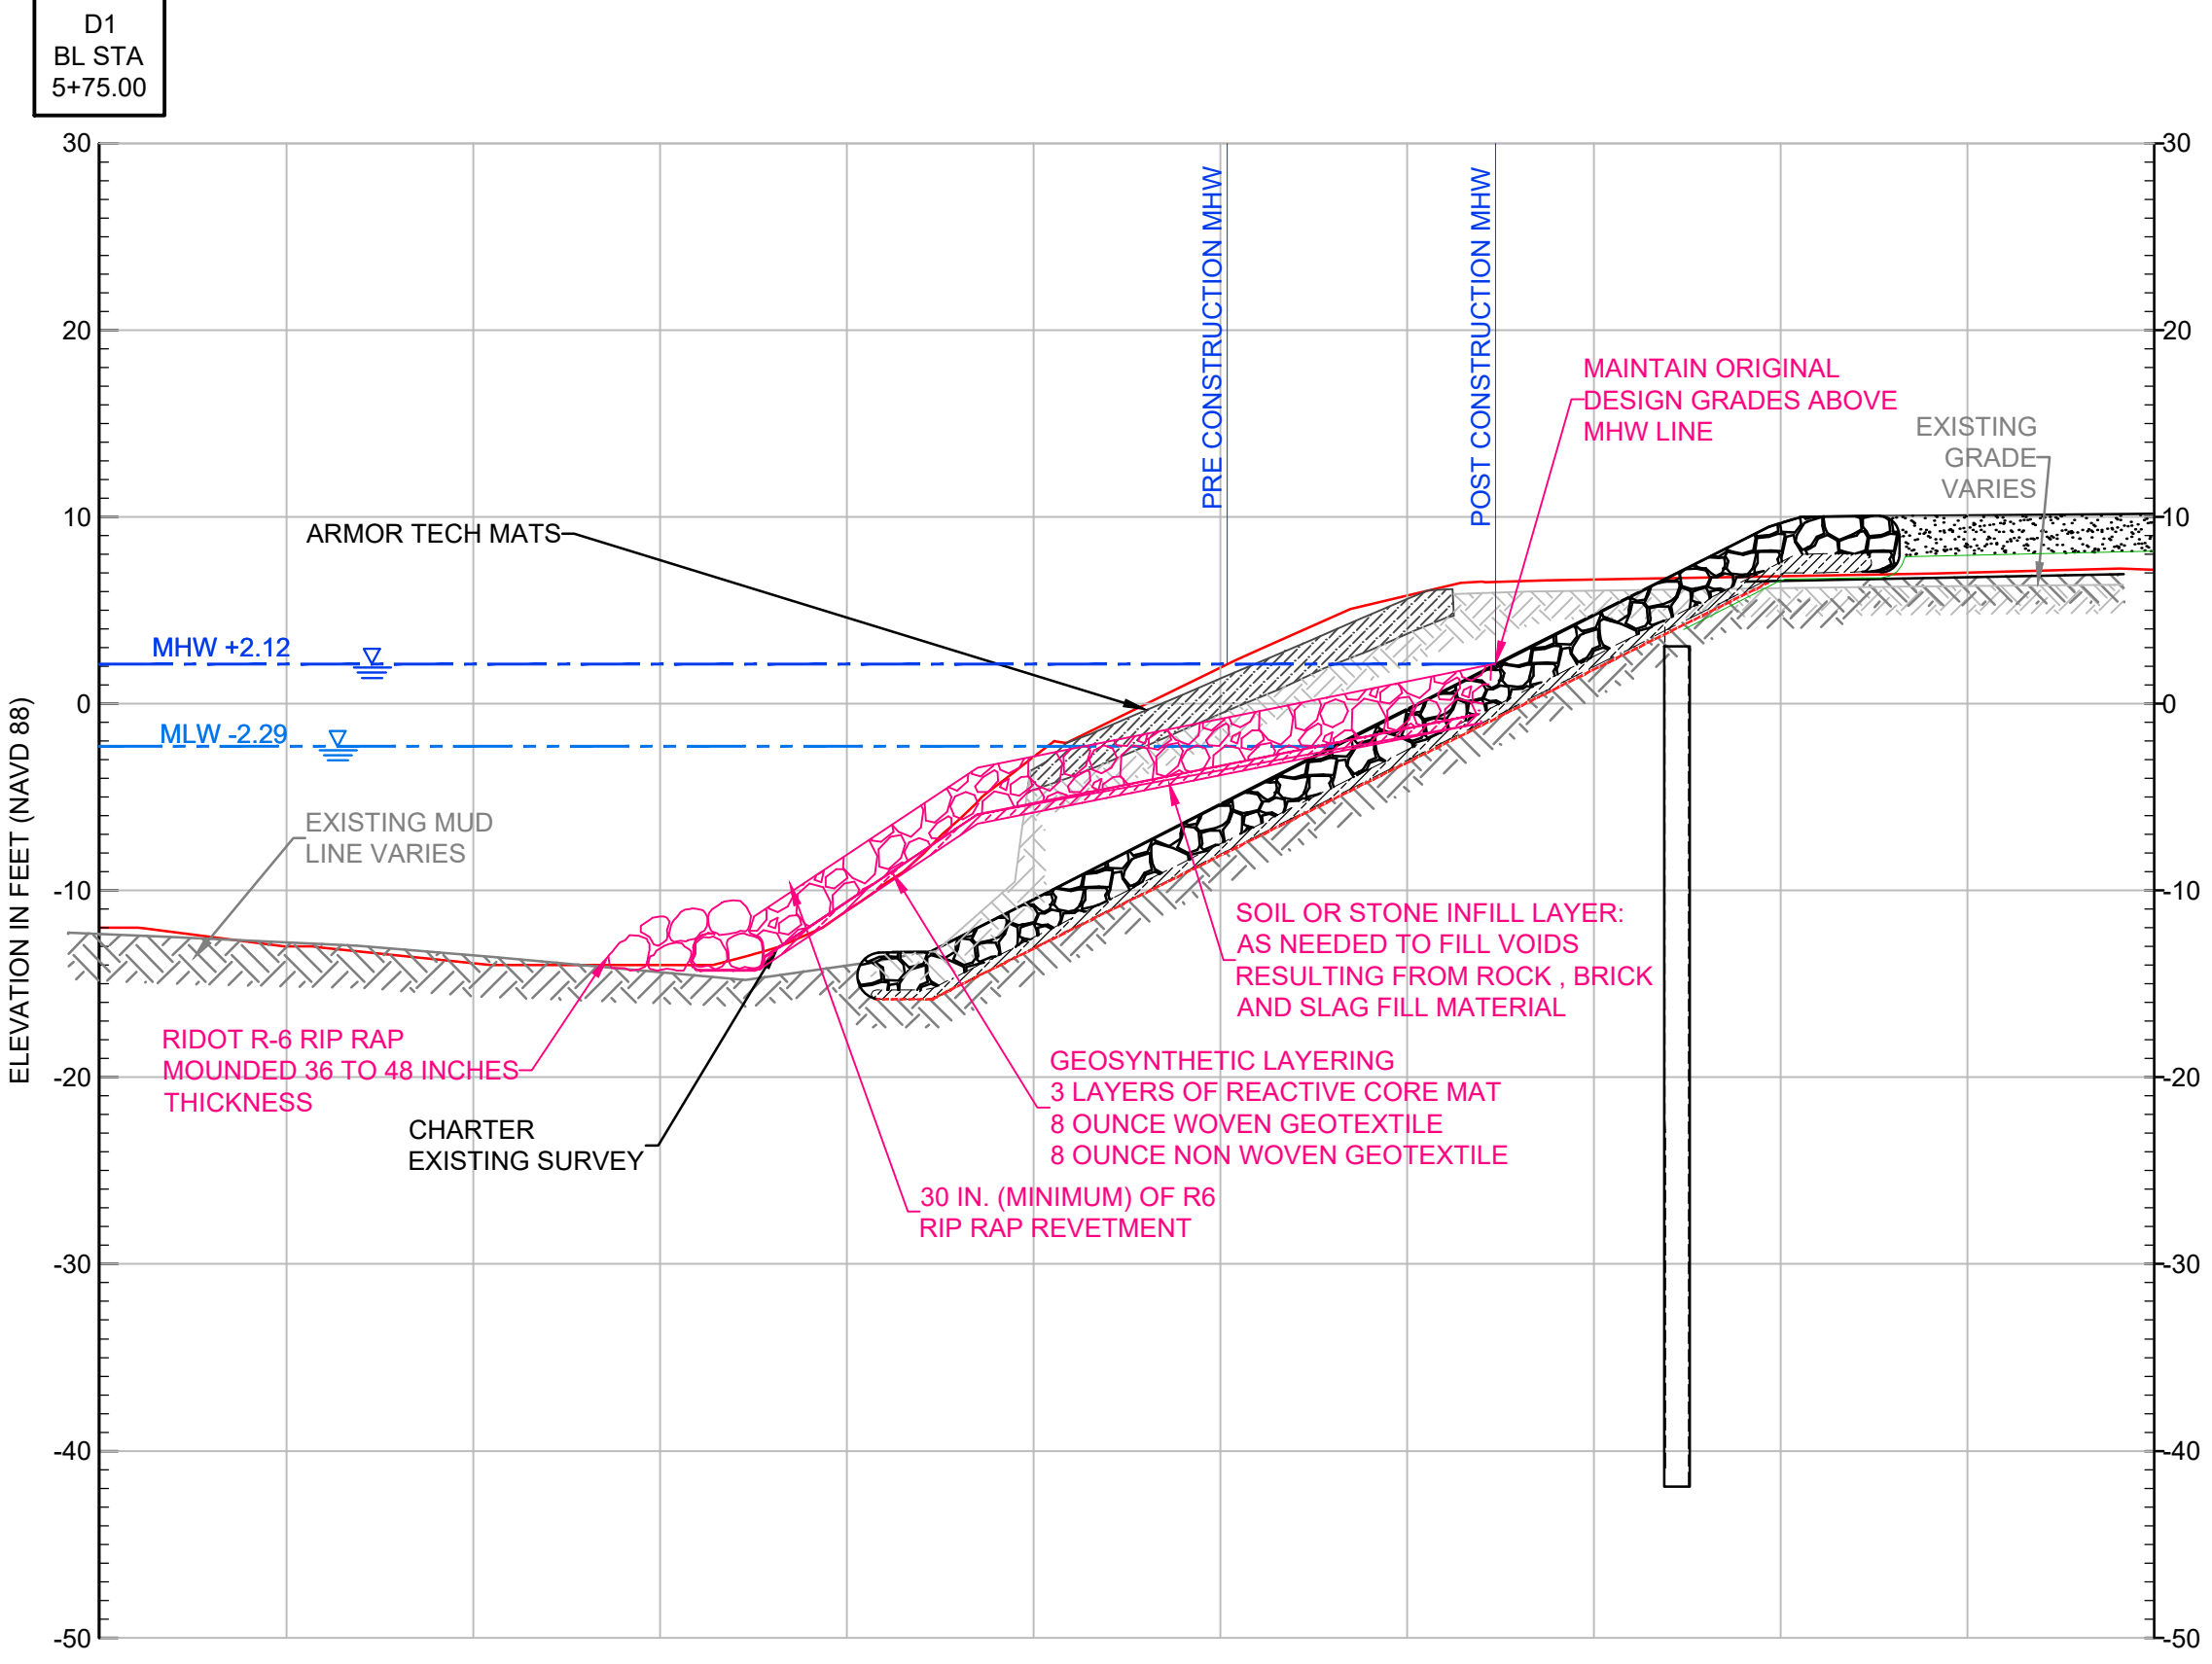 D1
BL STA
5+75.00
30
30
20
20
10
10
0
0
-10
-10
-20
-20
-30
-30
-40
-40
-50
-50
ELEVATION IN FEET (NAVD 88)
PRE CONSTRUCTION MHW
POST CONSTRUCTION MHW
MAINTAIN ORIGINAL
DESIGN GRADES ABOVE
MHW LINE
EXISTING
GRADE
VARIES
ARMOR TECH MATS
MHW +2.12
MLW -2.29
EXISTING MUD
LINE VARIES
SOIL OR STONE INFILL LAYER:
AS NEEDED TO FILL VOIDS
RESULTING FROM ROCK , BRICK
AND SLAG FILL MATERIAL
RIDOT R-6 RIP RAP
MOUNDED 36 TO 48 INCHES
THICKNESS
GEOSYNTHETIC LAYERING
3 LAYERS OF REACTIVE CORE MAT
8 OUNCE WOVEN GEOTEXTILE
8 OUNCE NON WOVEN GEOTEXTILE
CHARTER
EXISTING SURVEY
30 IN. (MINIMUM) OF R6
RIP RAP REVETMENT